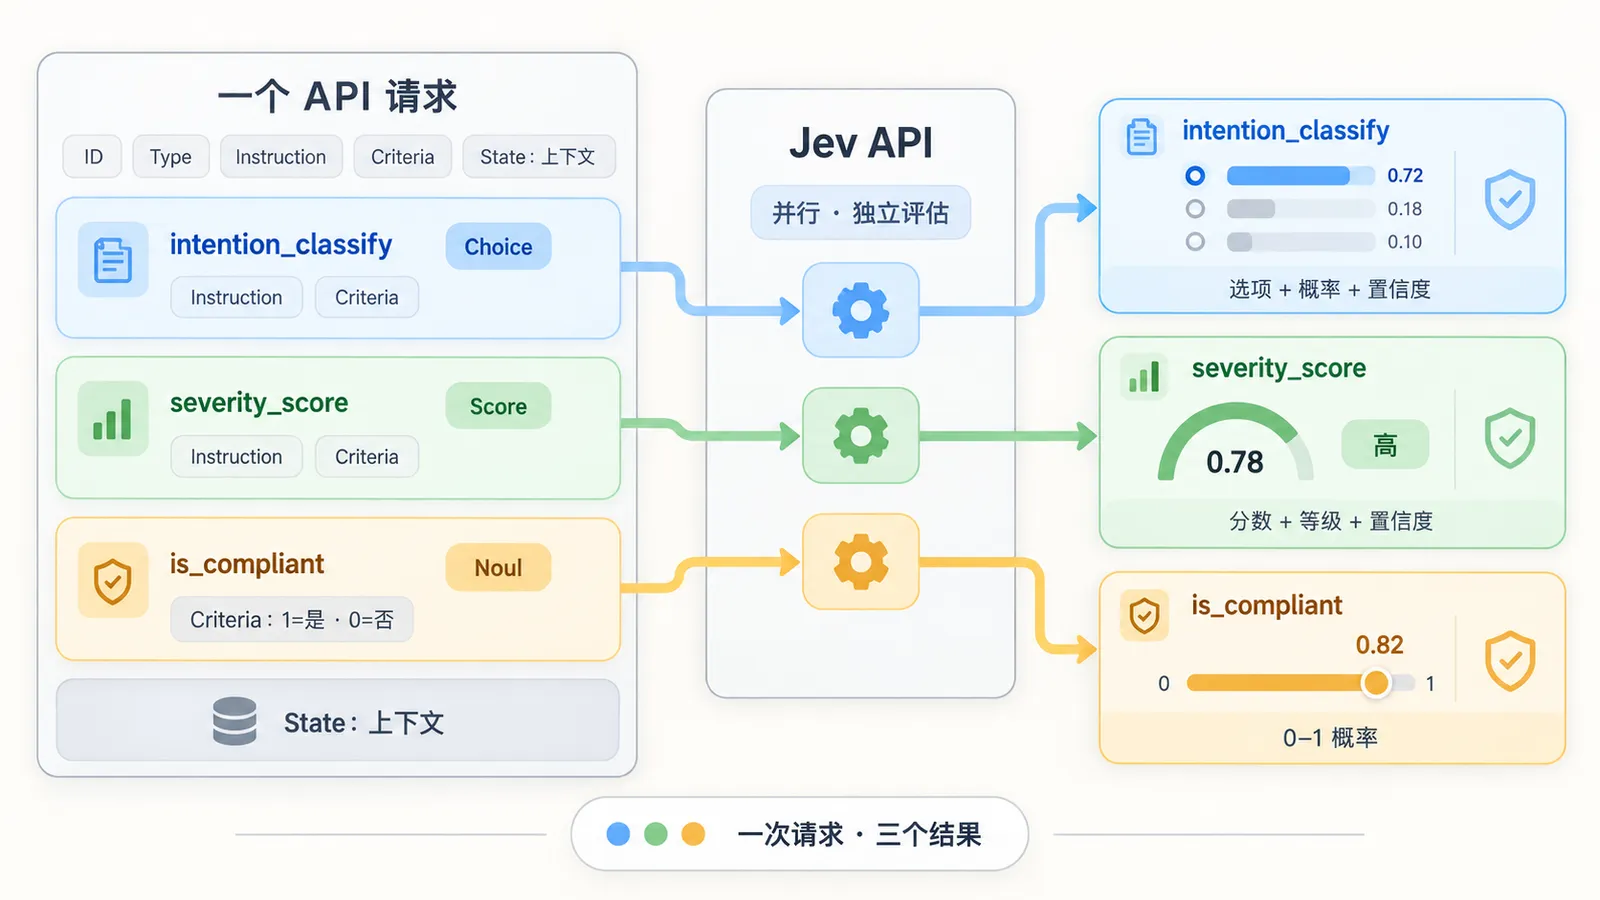 一个 API 请求
ID
Type
Instruction
Criteria
State：上下文
intention_classify
Choice
Instruction
Criteria
severity_score
Score
Instruction
Criteria
is_compliant
Noul
Criteria：1=是 · 0=否
State：上下文
Jev API
并行 · 独立评估
intention_classify
0.72
0.18
0.10
选项 + 概率 + 置信度
severity_score
0.78
高
分数 + 等级 + 置信度
is_compliant
0.82
0
1
0–1 概率
一次请求 · 三个结果